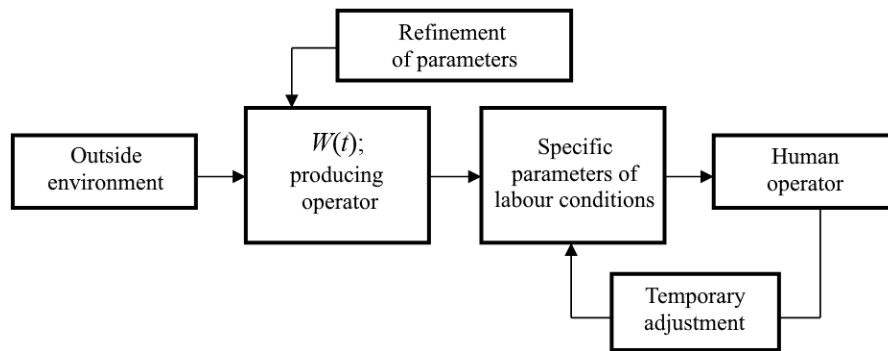 Refinement
of parameters
Outside
environment
W(t);
producing
operator
Specific
parameters of
labour conditions
Human
operator
Temporary
adjustment